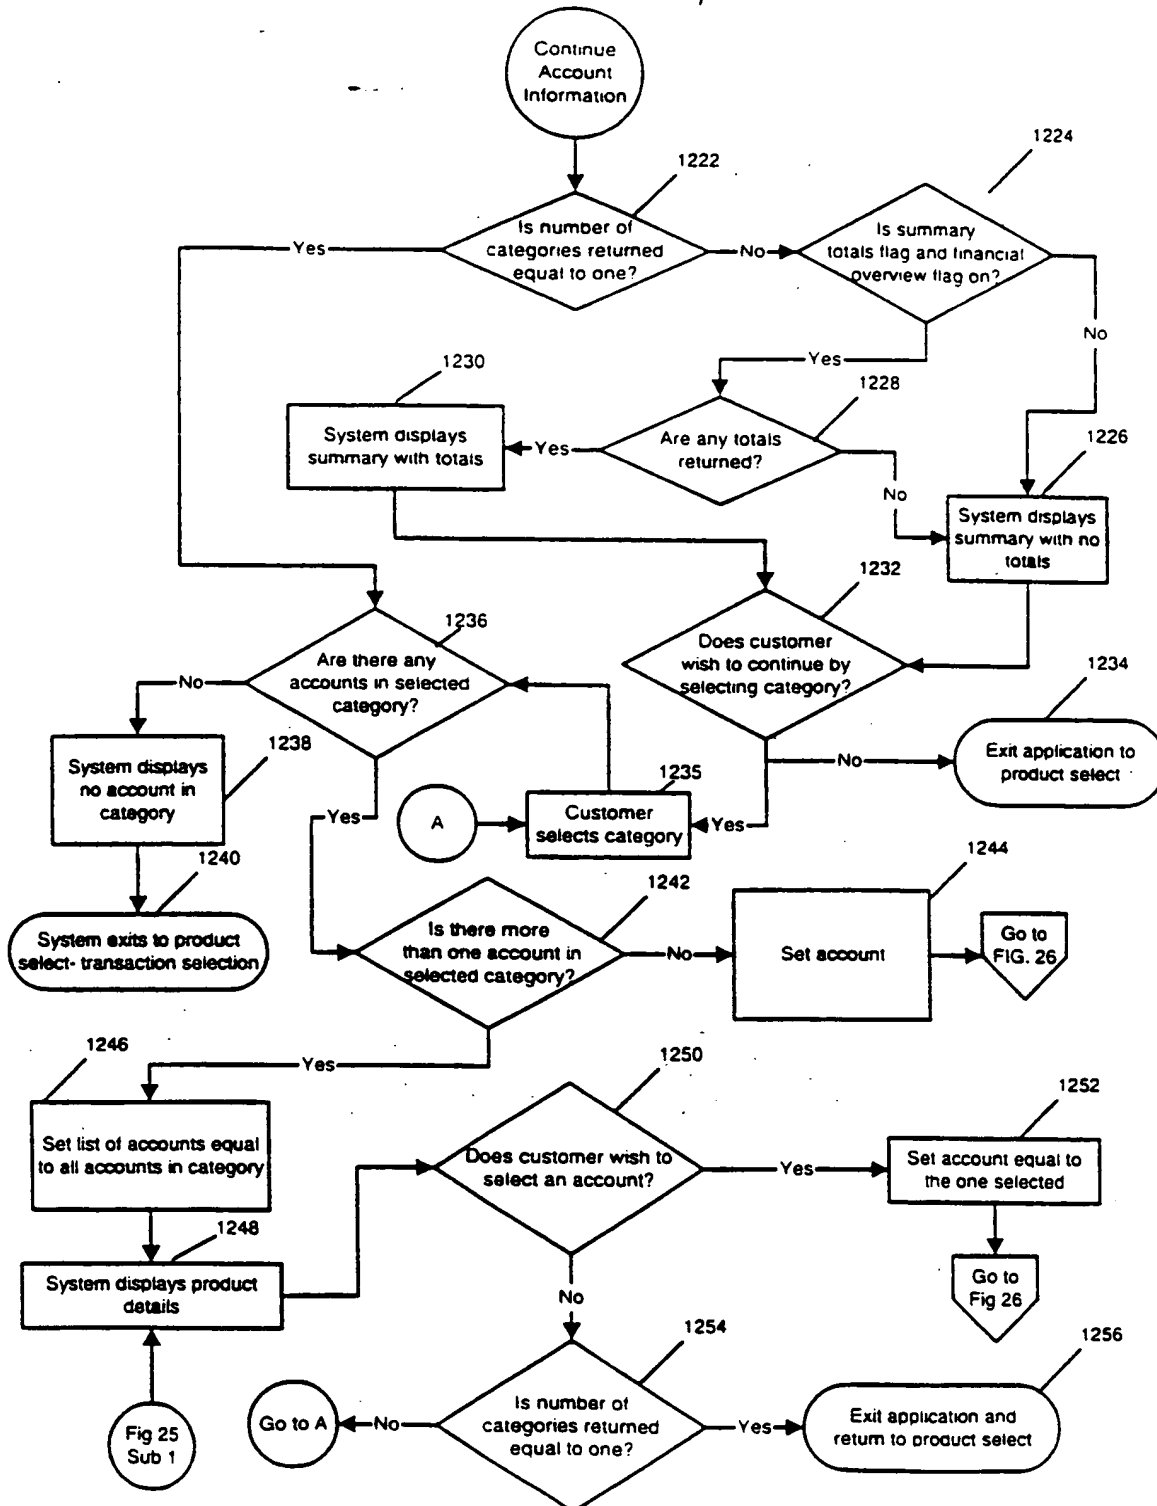 Continue
Account
Information
1222
1224
Is number of
categories returned
equal to one?
Is summary
totals flag and financial
overview flag on?
Yes
No
No
Yes
1230
1228
1226
System displays
summary with totals
Yes
Are any totals
returned?
No
System displays
summary with no
totals
1232
1236
Does customer
wish to continue by
selecting category?
Are there any
accounts in selected
category?
1234
No
1238
Exit application to
product select
No
System displays
no account in
category
1235
Yes
A
Customer
selects category
Yes
1240
1242
1244
System exits to product
select- transaction selection
Is there more
than one account in
selected category?
No
Set account
Go to
FIG. 26
1246
Yes
1250
1252
Set list of accounts equal
to all accounts in category
Does customer wish to
select an account?
Yes
Set account equal to
the one selected
1248
System displays product
details
Go to
Fig 26
No
1254
1256
Fig 25
Sub 1
Go to A
No
Is number of
categories returned
equal to one?
Yes
Exit application and
return to product select